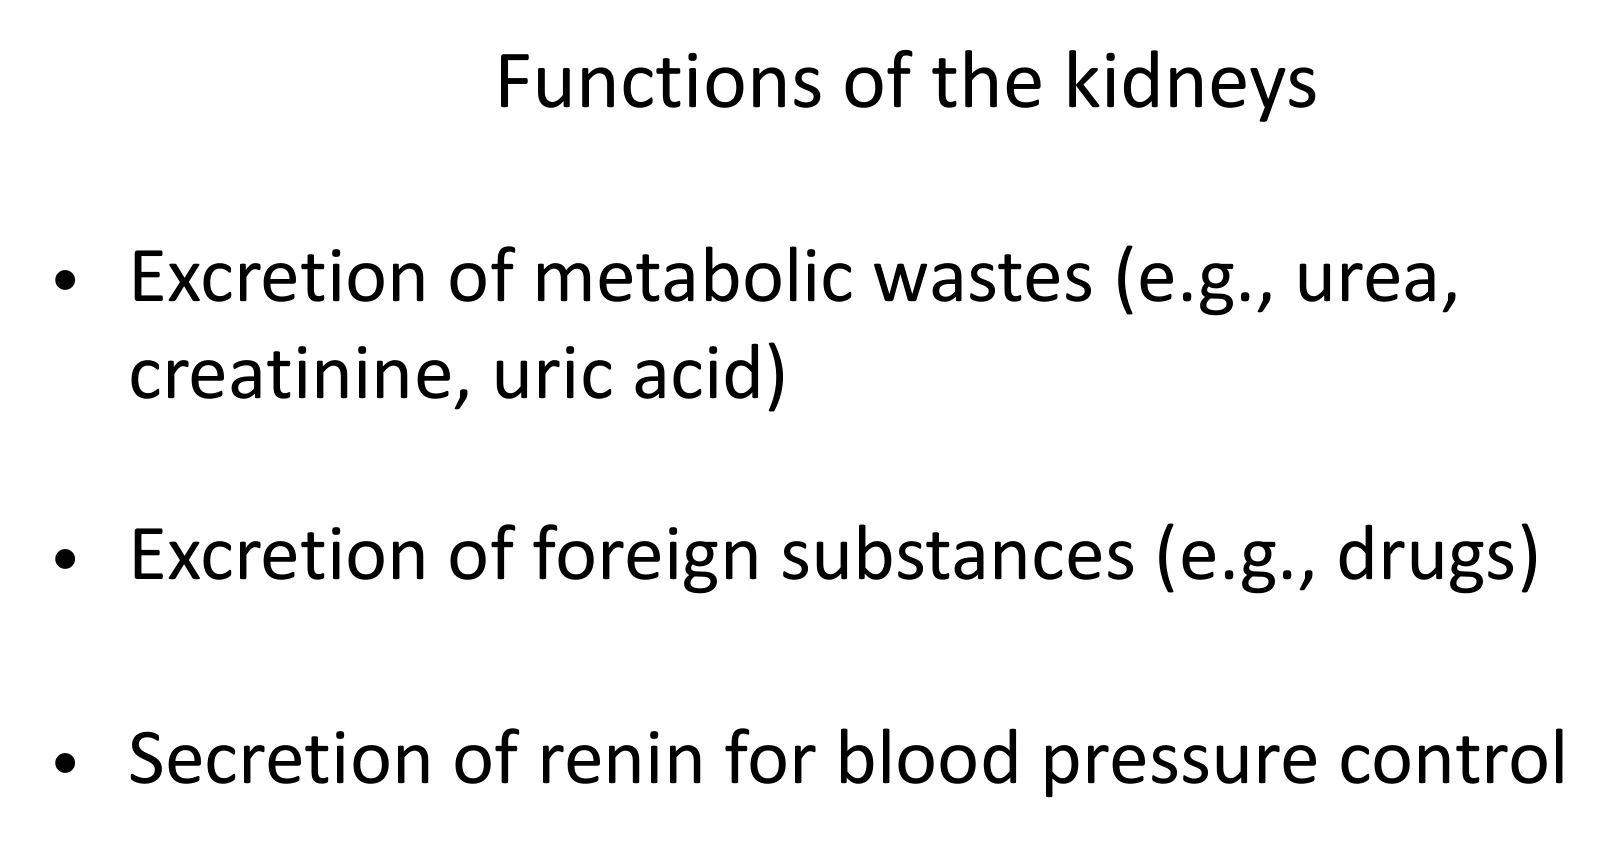 Functions of the kidneys
• Excretion of metabolic wastes (e.g., urea,
creatinine, uric acid)
• Excretion of foreign substances (e.g., drugs)
• Secretion of renin for blood pressure control